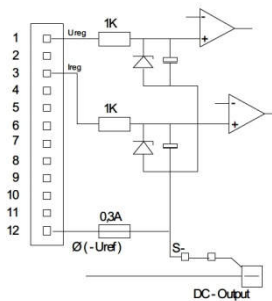 1
Ureg
1K
-
+
2
3
Ireg
4
5
1K
-
+
6
7
8
9
10
11
12
0,3A
Ø (-Uref)
S-
DC - Output